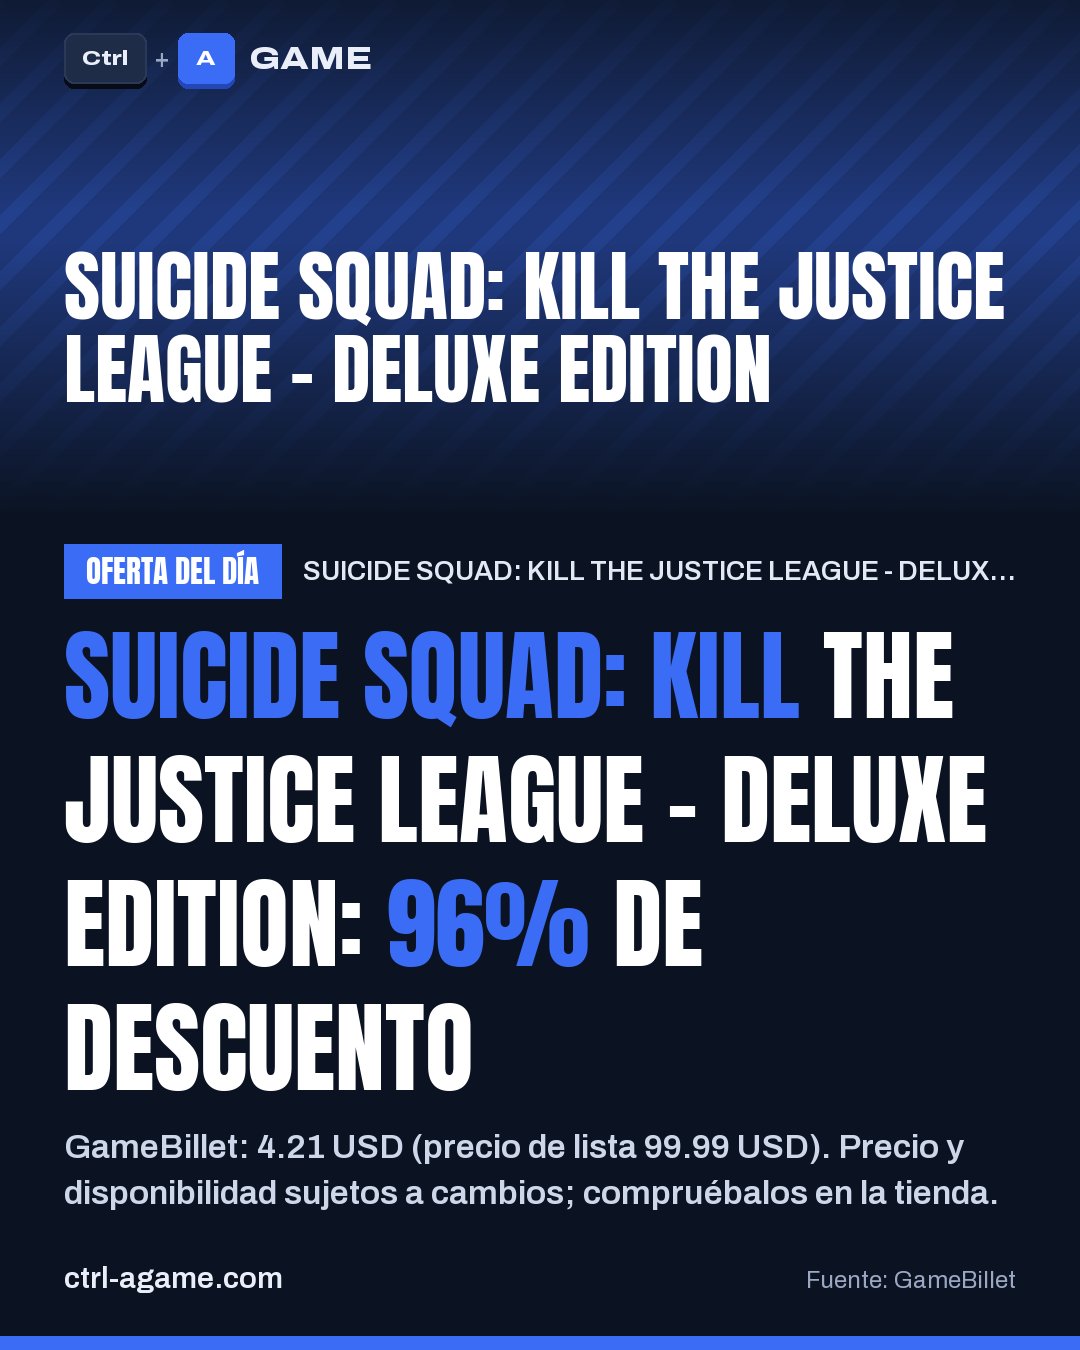 Ctrl + A GAME
SUICIDE SQUAD: KILL THE JUSTICE
LEAGUE - DELUXE EDITION
OFERTA DEL DÍA SUICIDE SQUAD: KILL THE JUSTICE LEAGUE - DELUX...
SUICIDE SQUAD: KILL THE
JUSTICE LEAGUE - DELUXE
EDITION: 96% DE
DESCUENTO
GameBillet: 4.21 USD (precio de lista 99.99 USD). Precio y
disponibilidad sujetos a cambios; compruébalos en la tienda.
ctrl-agame.com Fuente: GameBillet